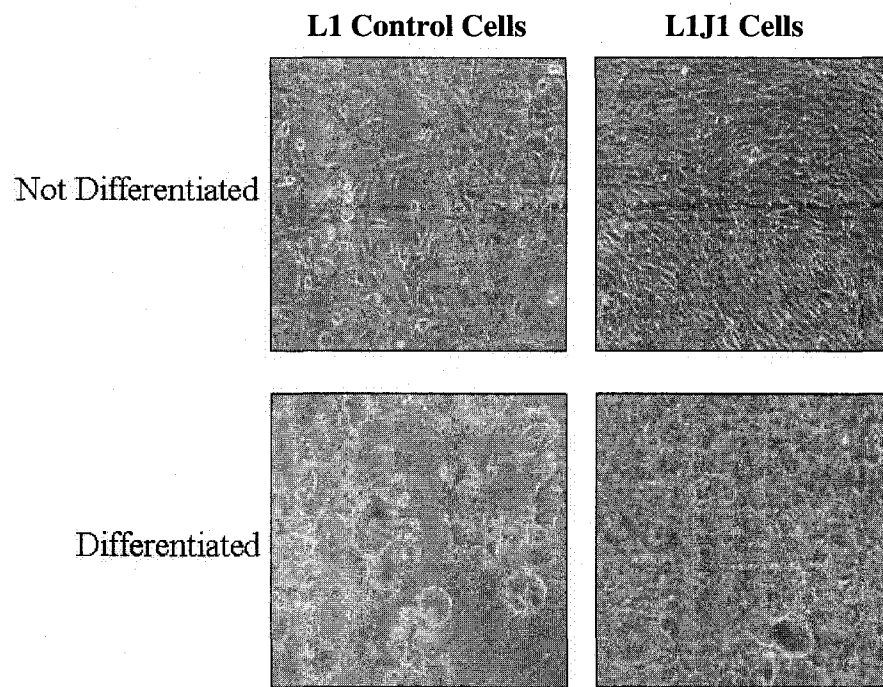 L1 Control Cells L1J1 Cells
Not Differentiated
Differentiated